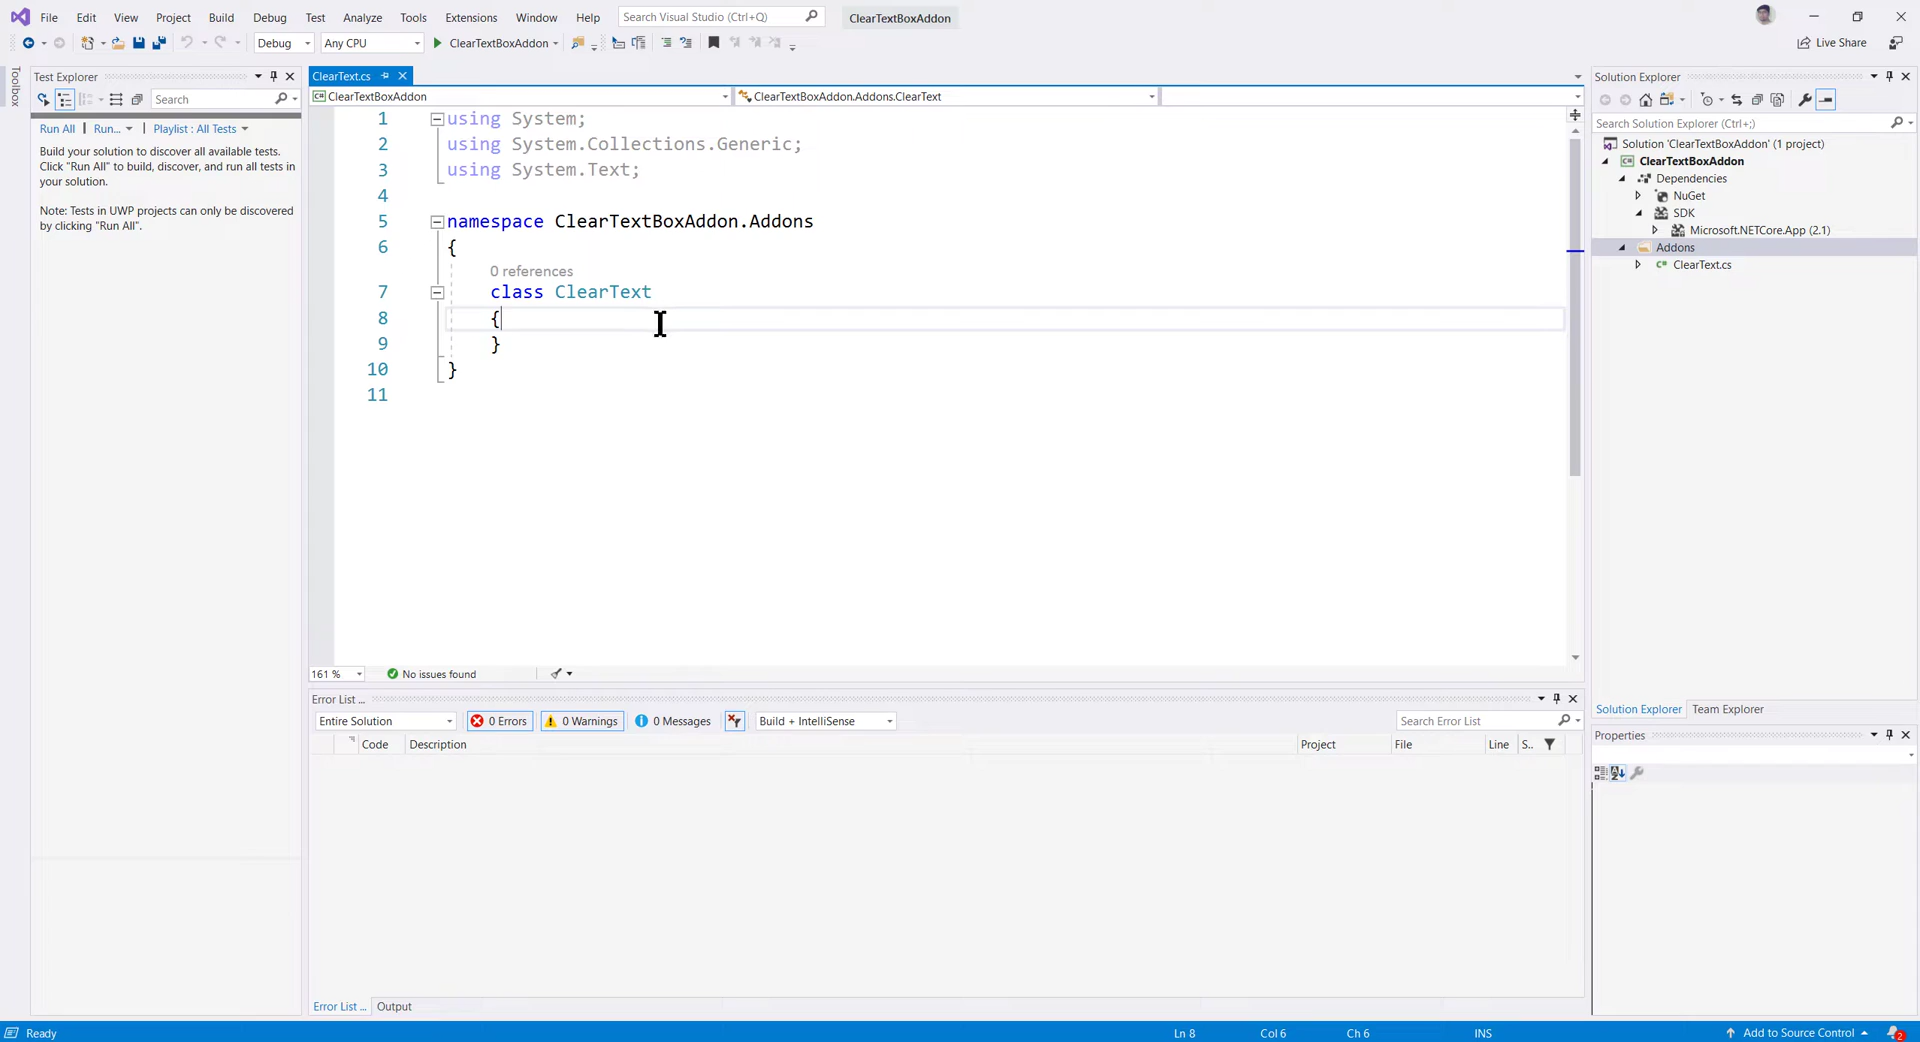 File Edit View Project Build Debug Test Analyze Tools Extensions Window Help Search Visual Studio (Ctrl+Q) ClearTextBoxAddon
Debug Any CPU ClearTextBoxAddon Live Share
Toolbox
Test Explorer
Search
Run All | Run... | Playlist : All Tests
Build your solution to discover all available tests.
Click "Run All" to build, discover, and run all tests in
your solution.
Note: Tests in UWP projects can only be discovered
by clicking "Run All".
ClearText.cs
ClearTextBoxAddon ClearTextBoxAddon.Addons.ClearText
1 using System;
2 using System.Collections.Generic;
3 using System.Text;
4
5 namespace ClearTextBoxAddon.Addons
6 {
0 references
7 class ClearText
8 {
9 }
10 }
11
161 % No issues found
Error List ...
Entire Solution 0 Errors 0 Warnings 0 Messages Build + IntelliSense Search Error List
Code Description Project File Line S..
Error List ... Output
Solution Explorer
Search Solution Explorer (Ctrl+;)
Solution 'ClearTextBoxAddon' (1 project)
ClearTextBoxAddon
Dependencies
NuGet
SDK
Microsoft.NETCore.App (2.1)
Addons
ClearText.cs
Solution Explorer Team Explorer
Properties
Ready Ln 8 Col 6 Ch 6 INS Add to Source Control 2